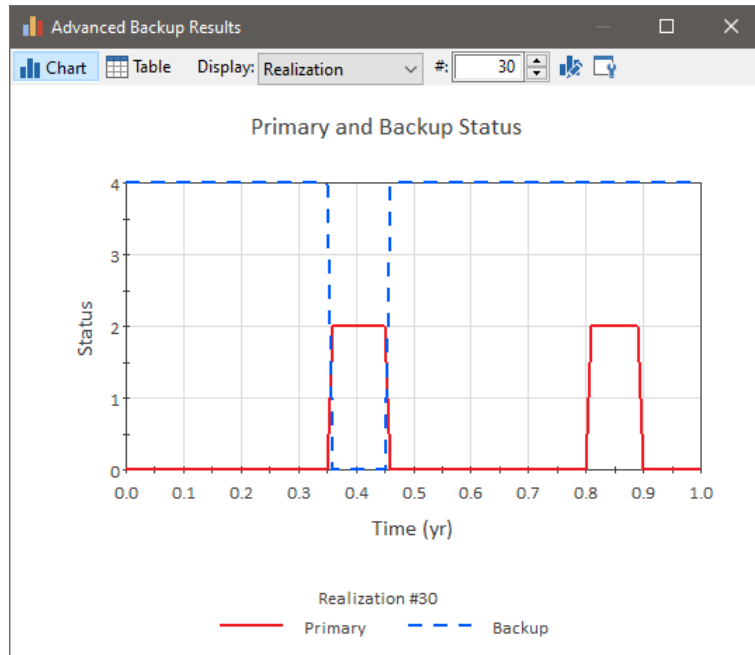 Advanced Backup Results
Chart Table Display: Realization #: 30
Primary and Backup Status
4
3
2
1
0
Status
0.0 0.1 0.2 0.3 0.4 0.5 0.6 0.7 0.8 0.9 1.0
Time (yr)
Realization #30
Primary Backup